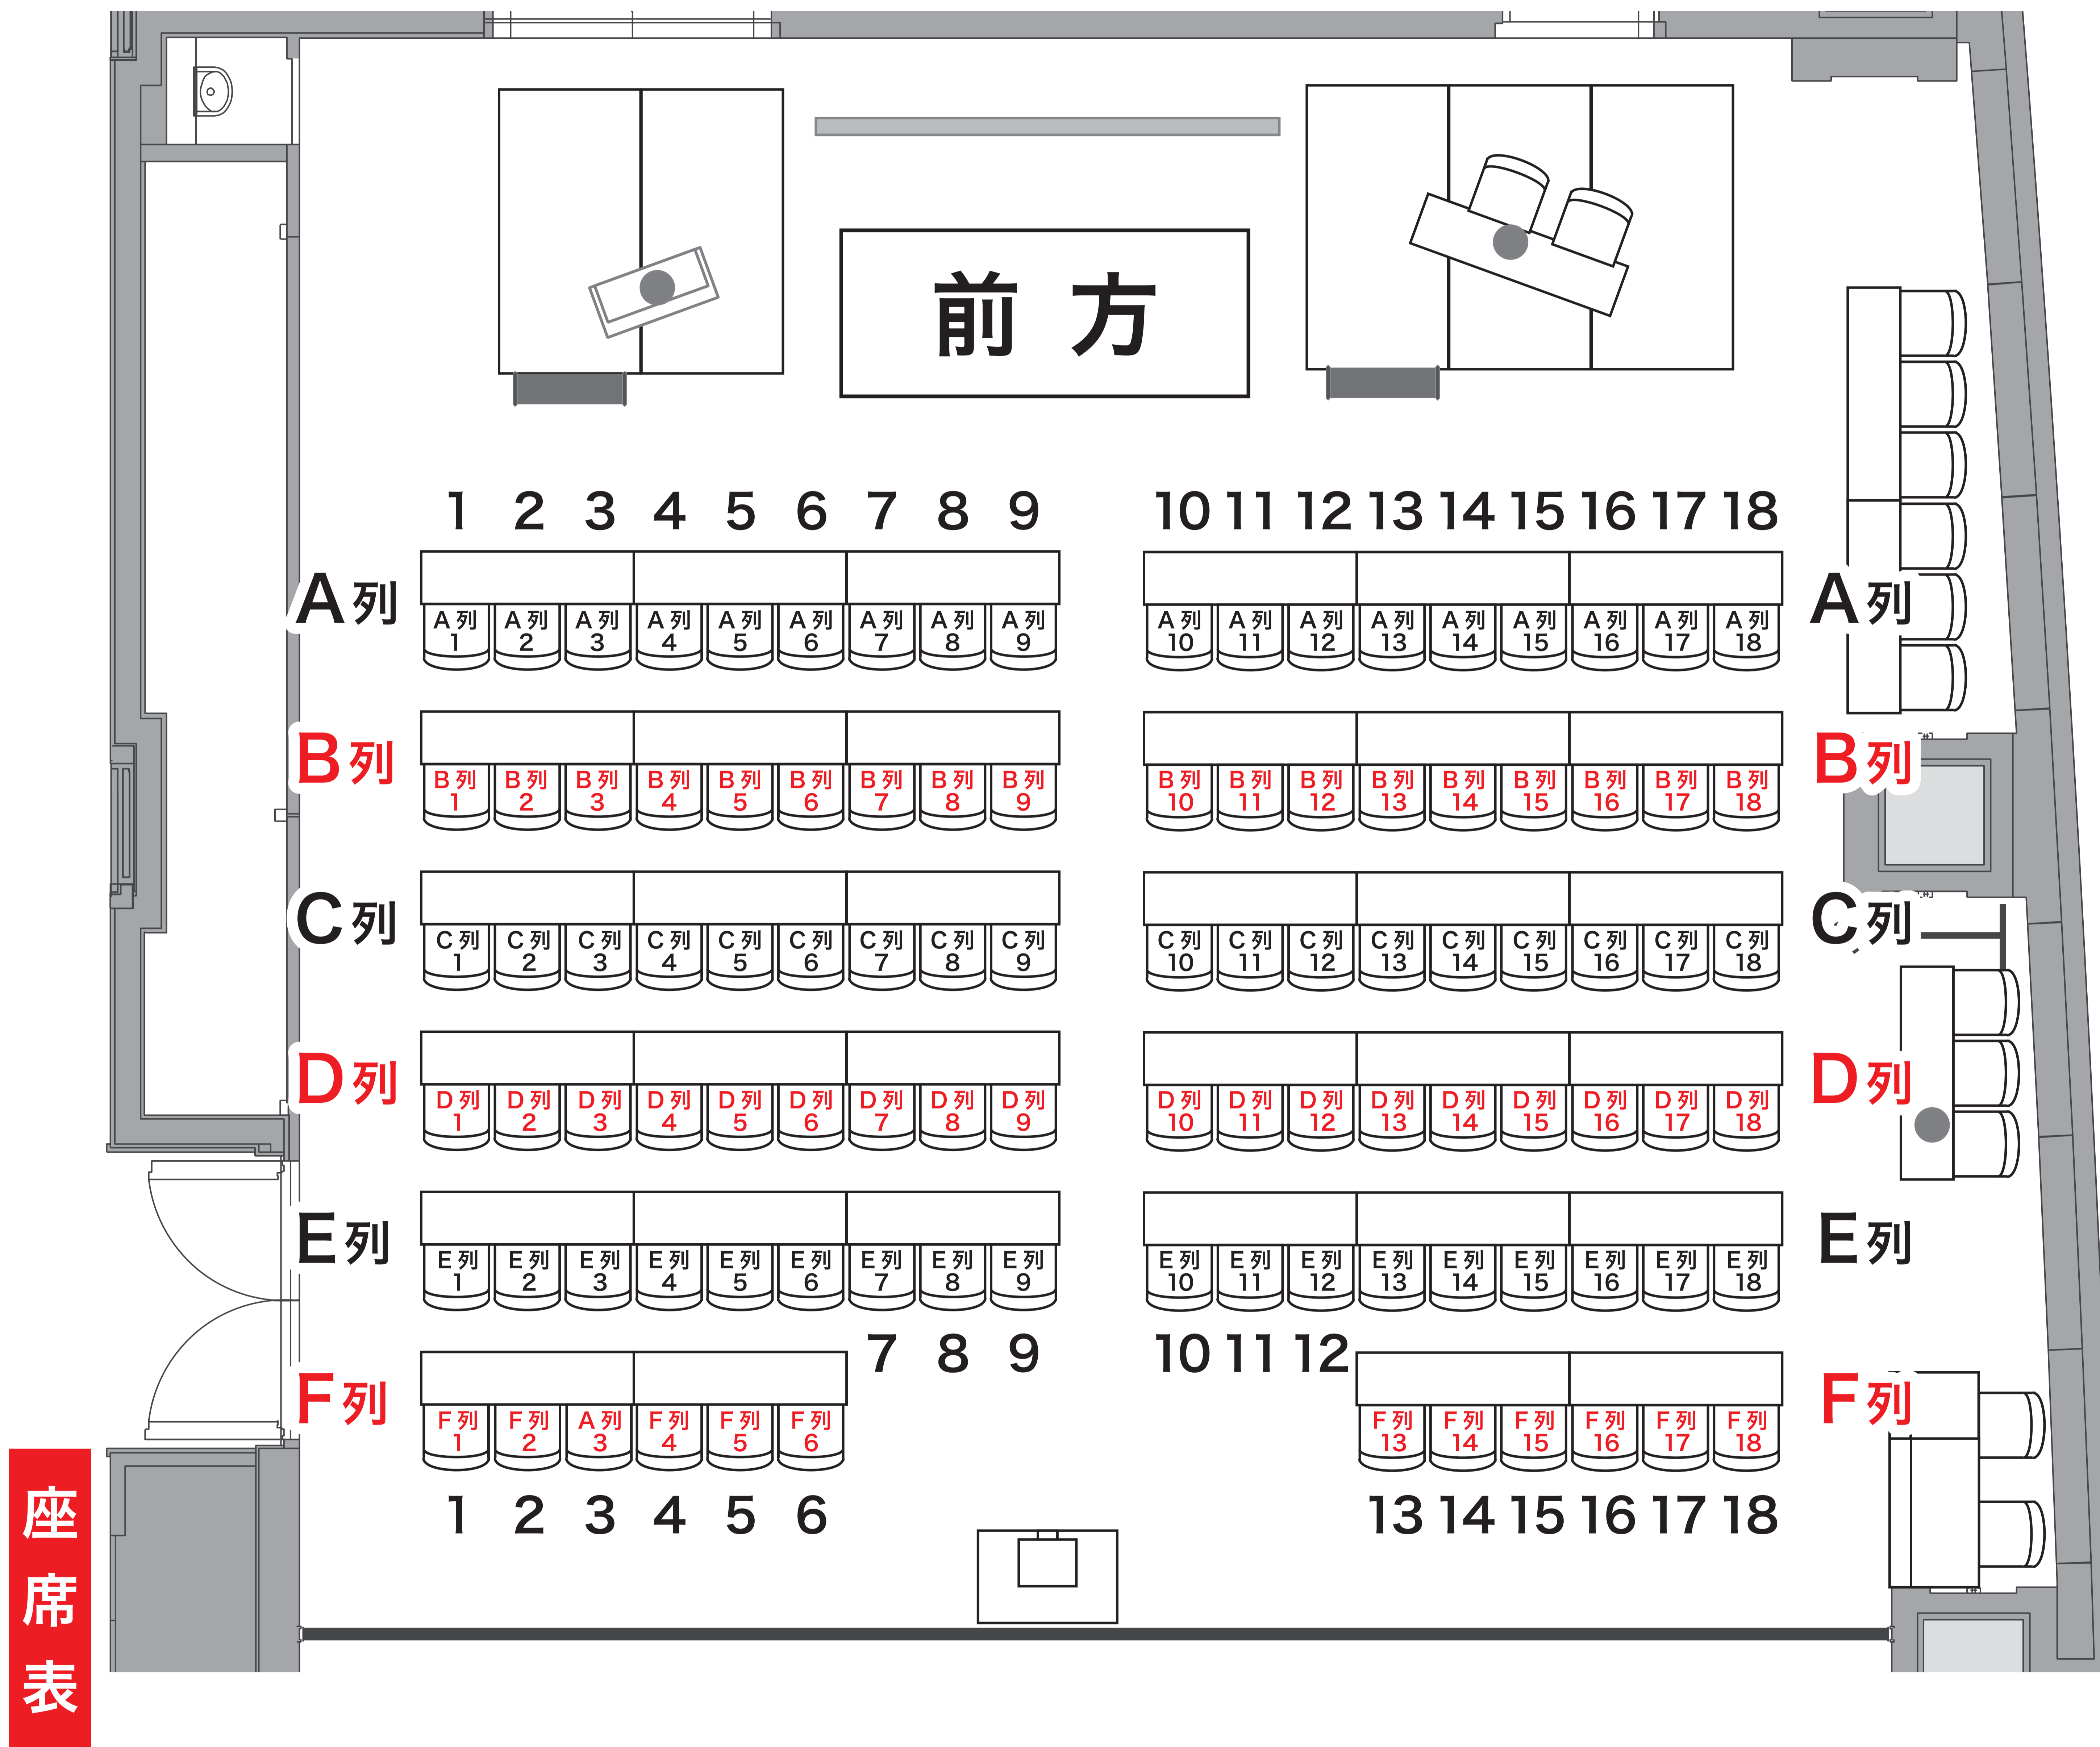 前方
1 2 3 4 5 6 7 8 9 10 11 12 13 14 15 16 17 18
A列 A列
A列 A列 A列 A列 A列 A列 A列 A列 A列 A列 A列 A列 A列 A列 A列 A列 A列 A列
1 2 3 4 5 6 7 8 9 10 11 12 13 14 15 16 17 18
B列 B列
B列 B列 B列 B列 B列 B列 B列 B列 B列 B列 B列 B列 B列 B列 B列 B列 B列 B列
1 2 3 4 5 6 7 8 9 10 11 12 13 14 15 16 17 18
C列 C列
C列 C列 C列 C列 C列 C列 C列 C列 C列 C列 C列 C列 C列 C列 C列 C列 C列 C列
1 2 3 4 5 6 7 8 9 10 11 12 13 14 15 16 17 18
D列 D列
D列 D列 D列 D列 D列 D列 D列 D列 D列 D列 D列 D列 D列 D列 D列 D列 D列 D列
1 2 3 4 5 6 7 8 9 10 11 12 13 14 15 16 17 18
E列 E列
E列 E列 E列 E列 E列 E列 E列 E列 E列 E列 E列 E列 E列 E列 E列 E列 E列 E列
1 2 3 4 5 6 7 8 9 10 11 12 13 14 15 16 17 18
7 8 9 10 11 12
F列 F列
F列 F列 A列 F列 F列 F列 F列 F列 F列 F列 F列 F列
1 2 3 4 5 6 13 14 15 16 17 18
1 2 3 4 5 6 13 14 15 16 17 18
座席表